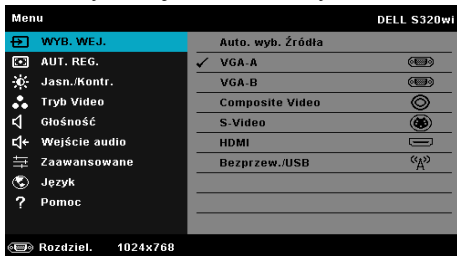 Menu DELL S320wi
WYB. WEJ. Auto. wyb. Źródła
AUT. REG. VGA-A
Jasn./Kontr. VGA-B
Tryb Video Composite Video
Głośność S-Video
Wejście audio HDMI
Zaawansowane Bezprzew./USB
Język
Pomoc
Rozdziel. 1024x768